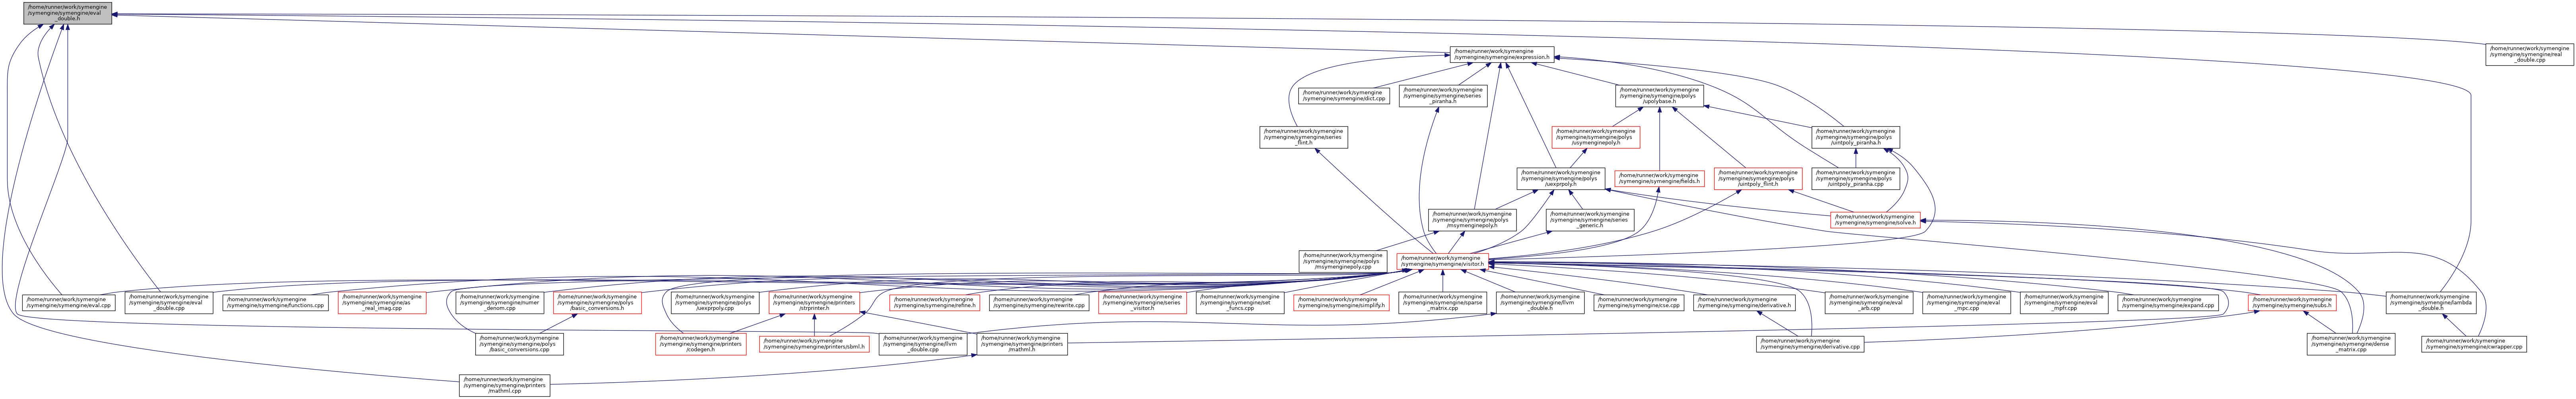 /home/runner/work/symengine
/symengine/symengine/eval
_double.h
/home/runner/work/symengine
/symengine/symengine/expression.h
/home/runner/work/symengine
/symengine/symengine/real
_double.cpp
/home/runner/work/symengine
/symengine/symengine/dict.cpp
/home/runner/work/symengine
/symengine/symengine/series
_piranha.h
/home/runner/work/symengine
/symengine/symengine/polys
/upolybase.h
/home/runner/work/symengine
/symengine/symengine/series
_flint.h
/home/runner/work/symengine
/symengine/symengine/polys
/usymenginepoly.h
/home/runner/work/symengine
/symengine/symengine/polys
/uintpoly_piranha.h
/home/runner/work/symengine
/symengine/symengine/polys
/uexprpoly.h
/home/runner/work/symengine
/symengine/symengine/fields.h
/home/runner/work/symengine
/symengine/symengine/polys
/uintpoly_flint.h
/home/runner/work/symengine
/symengine/symengine/polys
/uintpoly_piranha.cpp
/home/runner/work/symengine
/symengine/symengine/polys
/msymenginepoly.h
/home/runner/work/symengine
/symengine/symengine/series
_generic.h
/home/runner/work/symengine
/symengine/symengine/solve.h
/home/runner/work/symengine
/symengine/symengine/polys
/msymenginepoly.cpp
/home/runner/work/symengine
/symengine/symengine/visitor.h
/home/runner/work/symengine
/symengine/symengine/eval.cpp
/home/runner/work/symengine
/symengine/symengine/eval
_double.cpp
/home/runner/work/symengine
/symengine/symengine/functions.cpp
/home/runner/work/symengine
/symengine/symengine/as
_real_imag.cpp
/home/runner/work/symengine
/symengine/symengine/numer
_denom.cpp
/home/runner/work/symengine
/symengine/symengine/polys
/basic_conversions.h
/home/runner/work/symengine
/symengine/symengine/polys
/uexprpoly.cpp
/home/runner/work/symengine
/symengine/symengine/printers
/strprinter.h
/home/runner/work/symengine
/symengine/symengine/refine.h
/home/runner/work/symengine
/symengine/symengine/rewrite.cpp
/home/runner/work/symengine
/symengine/symengine/series
_visitor.h
/home/runner/work/symengine
/symengine/symengine/set
_funcs.cpp
/home/runner/work/symengine
/symengine/symengine/simplify.h
/home/runner/work/symengine
/symengine/symengine/sparse
_matrix.cpp
/home/runner/work/symengine
/symengine/symengine/llvm
_double.h
/home/runner/work/symengine
/symengine/symengine/cse.cpp
/home/runner/work/symengine
/symengine/symengine/derivative.h
/home/runner/work/symengine
/symengine/symengine/eval
_arb.cpp
/home/runner/work/symengine
/symengine/symengine/eval
_mpc.cpp
/home/runner/work/symengine
/symengine/symengine/eval
_mpfr.cpp
/home/runner/work/symengine
/symengine/symengine/expand.cpp
/home/runner/work/symengine
/symengine/symengine/subs.h
/home/runner/work/symengine
/symengine/symengine/lambda
_double.h
/home/runner/work/symengine
/symengine/symengine/polys
/basic_conversions.cpp
/home/runner/work/symengine
/symengine/symengine/printers
/codegen.h
/home/runner/work/symengine
/symengine/symengine/printers/sbml.h
/home/runner/work/symengine
/symengine/symengine/llvm
_double.cpp
/home/runner/work/symengine
/symengine/symengine/printers
/mathml.h
/home/runner/work/symengine
/symengine/symengine/derivative.cpp
/home/runner/work/symengine
/symengine/symengine/dense
_matrix.cpp
/home/runner/work/symengine
/symengine/symengine/cwrapper.cpp
/home/runner/work/symengine
/symengine/symengine/printers
/mathml.cpp